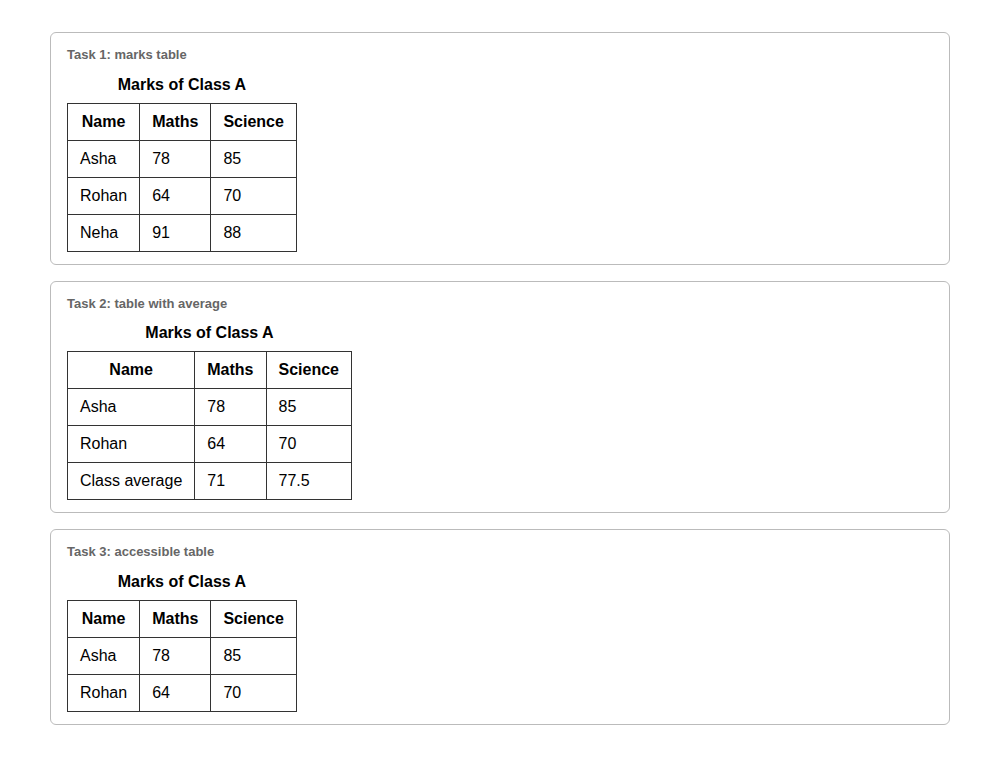 Task 1: marks table
Marks of Class A
Name Maths Science
Asha 78 85
Rohan 64 70
Neha 91 88
Task 2: table with average
Marks of Class A
Name Maths Science
Asha 78 85
Rohan 64 70
Class average 71 77.5
Task 3: accessible table
Marks of Class A
Name Maths Science
Asha 78 85
Rohan 64 70